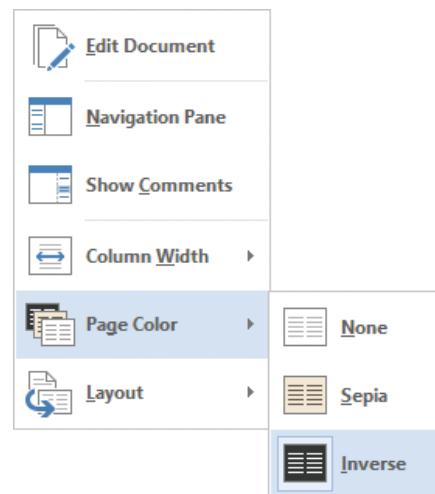 Edit Document
Navigation Pane
Show Comments
Column Width
Page Color
Layout
None
Sepia
Inverse